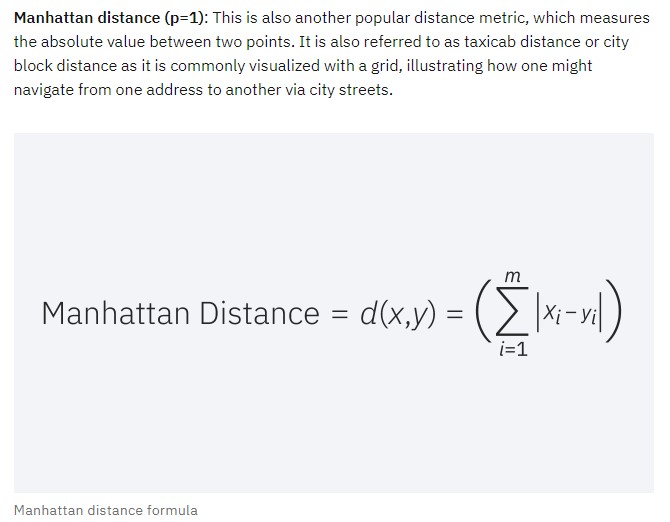 Manhattan distance (p=1): This is also another popular distance metric, which measures
the absolute value between two points. It is also referred to as taxicab distance or city
block distance as it is commonly visualized with a grid, illustrating how one might
navigate from one address to another via city streets.
Manhattan Distance = d(x,y) = (∑_{i=1}^{m} |x_i - y_i|)
Manhattan distance formula